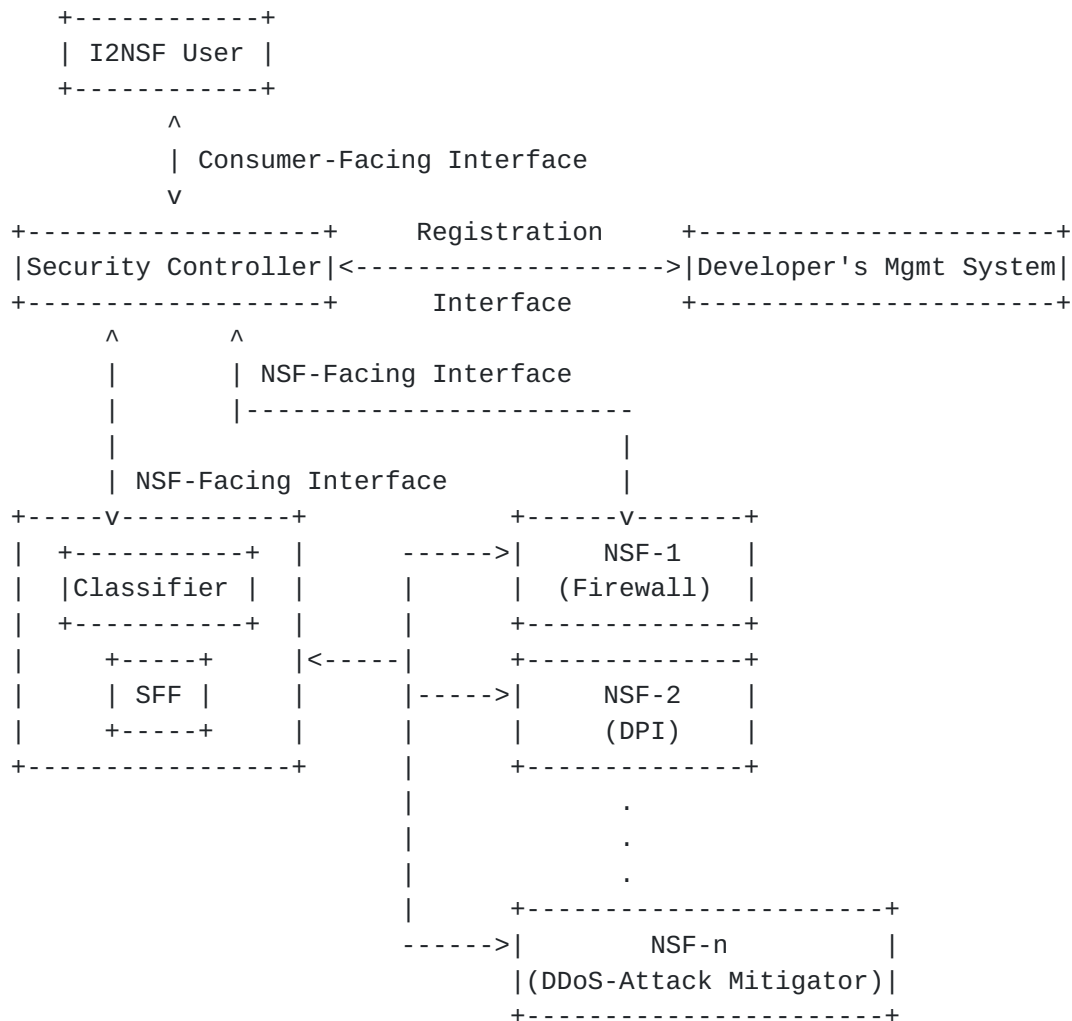 +------------+
| I2NSF User |
+------------+
^
| Consumer-Facing Interface
v
+-------------------+     Registration     +-----------------------+
|Security Controller|<-------------------->|Developer's Mgmt System|
+-------------------+      Interface       +-----------------------+
^       ^
|       | NSF-Facing Interface
|       |-------------------------
|                                |
| NSF-Facing Interface           |
+-----v-----------+             +------v-------+
|  +-----------+  |      ------>|     NSF-1    |
|  |Classifier |  |      |      |  (Firewall)  |
|  +-----------+  |      |      +--------------+
|     +-----+     |<-----|      +--------------+
|     | SFF |     |      |----->|     NSF-2    |
|     +-----+     |      |      |     (DPI)    |
+-----------------+      |      +--------------+
|             .
|             .
|             .
|      +-----------------------+
------>|        NSF-n          |
|(DDoS-Attack Mitigator)|
+-----------------------+